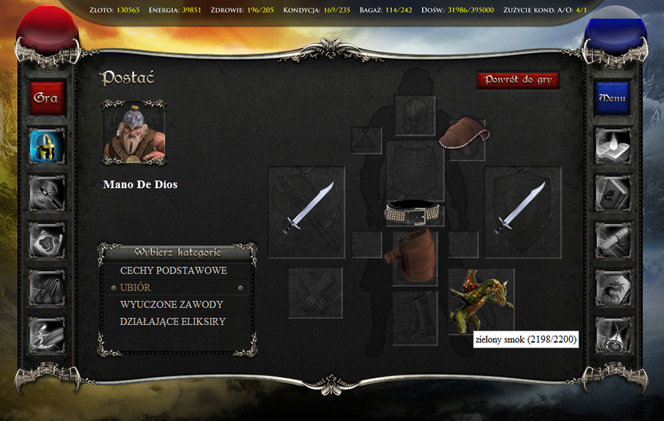 Złoto: 130565 Energia: 39851 Zdrowie: 196/205 Kondycja: 169/235 Bagaż: 114/242 Dośw.: 31986/395000 Zużycie kond. A/O: 4/1
Postać
Powrót do gry
Gra
Menu
Mano De Dios
Wybierz kategorie
CECHY PODSTAWOWE
UBIÓR
WYUCZONE ZAWODY
DZIAŁAJĄCE ELIKSIRY
zielony smok (2198/2200)